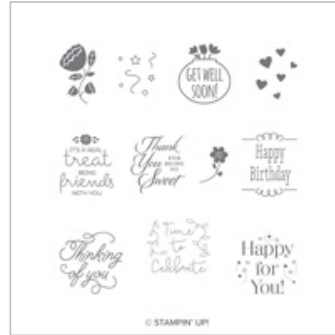 GET WELL
SOON!
IT'S A REAL
treat
BEING
friends
WITH YOU
Thank
You FOR
BEING
SO
Sweet
Happy
Birthday
Thinking
of you
A Time
to
Celebrate
Happy
for
You!
© STAMPIN' UP!